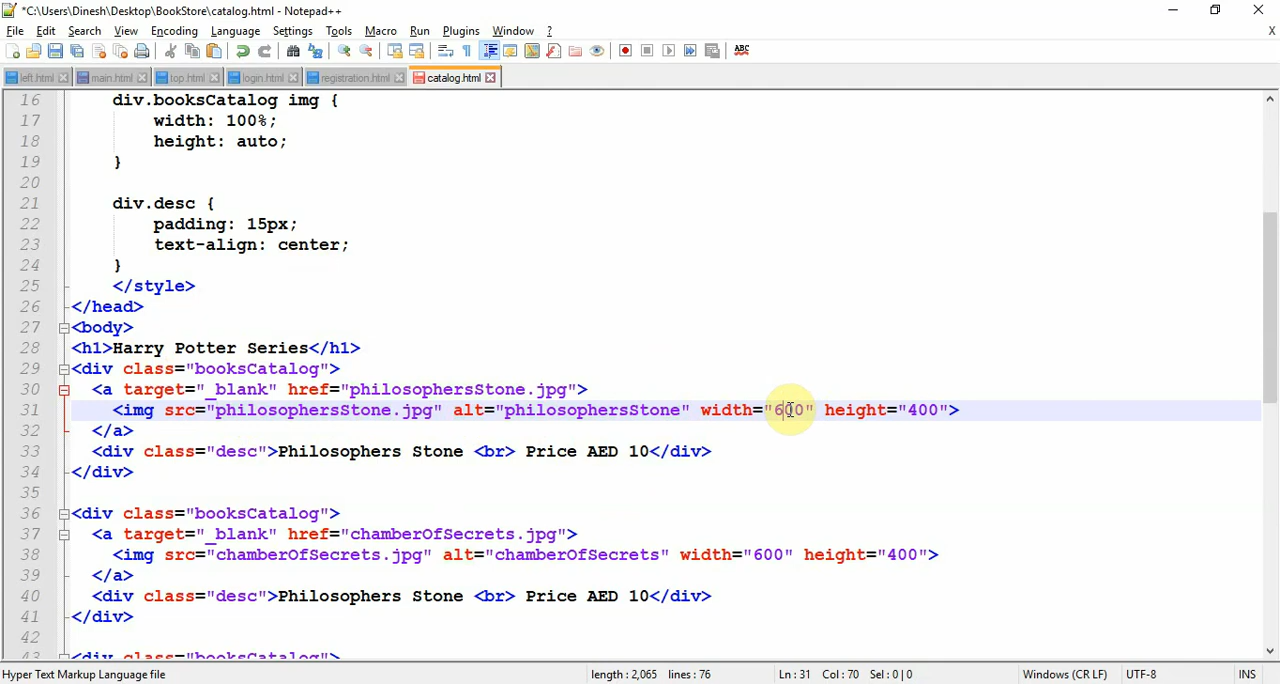 *C:\Users\Dinesh\Desktop\BookStore\catalog.html - Notepad++
File Edit Search View Encoding Language Settings Tools Macro Run Plugins Window ? X
ABC
left.html main.html top.html login.html registration.html catalog.html
16 div.booksCatalog img {
17 width: 100%;
18 height: auto;
19 }
20
21 div.desc {
22 padding: 15px;
23 text-align: center;
24 }
25 </style>
26 </head>
27 <body>
28 <h1>Harry Potter Series</h1>
29 <div class="booksCatalog">
30 <a target="_blank" href="philosophersStone.jpg">
31 <img src="philosophersStone.jpg" alt="philosophersStone" width="600" height="400">
32 </a>
33 <div class="desc">Philosophers Stone <br> Price AED 10</div>
34 </div>
35
36 <div class="booksCatalog">
37 <a target="_blank" href="chamberOfSecrets.jpg">
38 <img src="chamberOfSecrets.jpg" alt="chamberOfSecrets" width="600" height="400">
39 </a>
40 <div class="desc">Philosophers Stone <br> Price AED 10</div>
41 </div>
42
43 <div class="booksCatalog">
Hyper Text Markup Language file length : 2,065 lines : 76 Ln : 31 Col : 70 Sel : 0 | 0 Windows (CR LF) UTF-8 INS